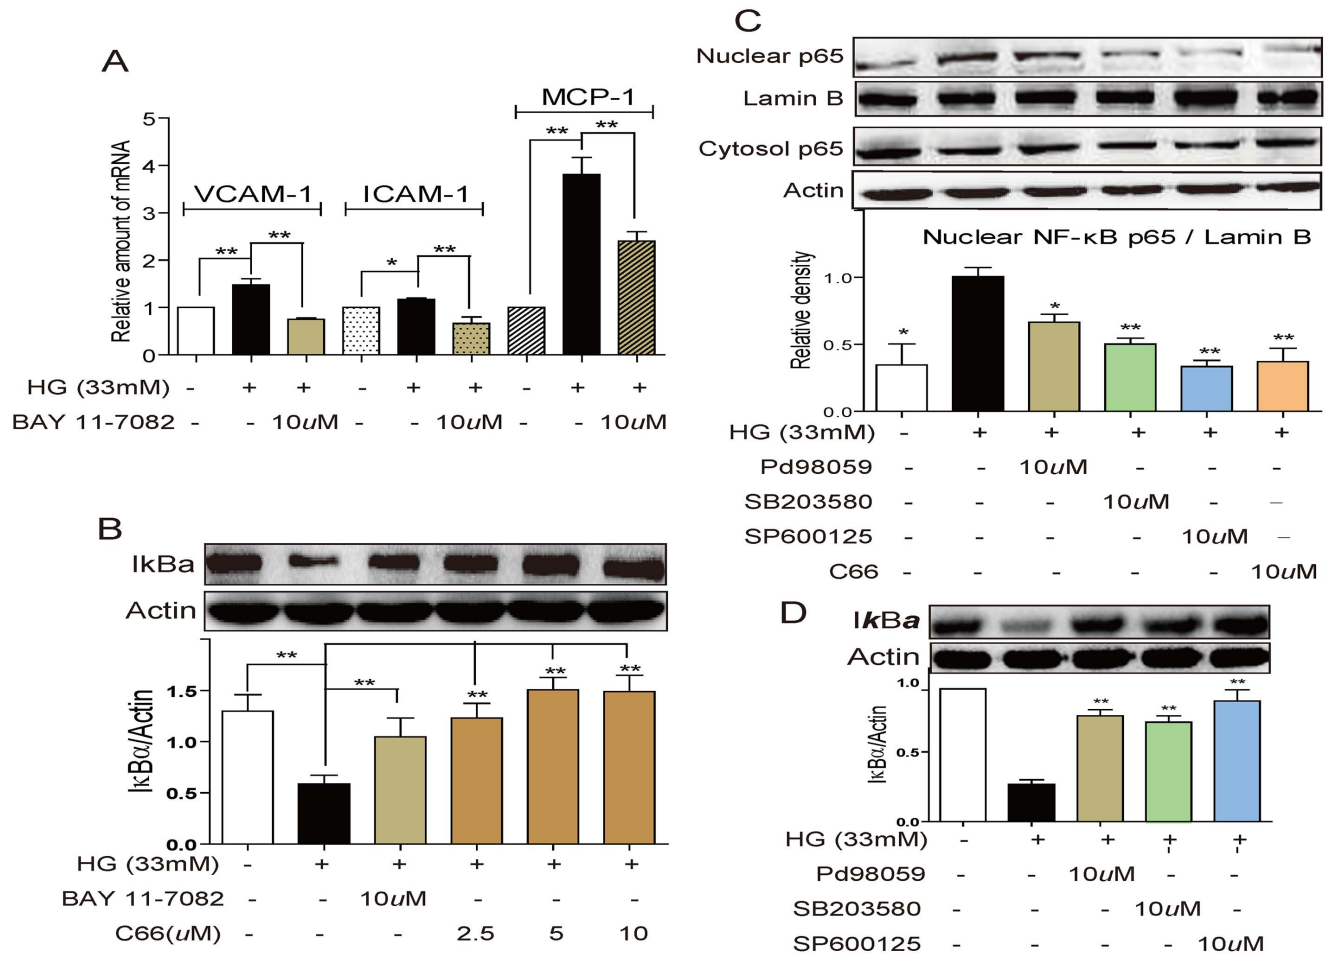 A
MCP-1
** **
VCAM-1 ICAM-1
** ** * **
Relative amount of mRNA
5
4
3
2
1
0
HG (33mM) - + + - + + - + +
BAY 11-7082 - - 10uM - - 10uM - - 10uM
B
IkBa
Actin
** ** ** ** **
IκBα/Actin
1.5
1.0
0.5
0.0
HG (33mM) - + + + + +
BAY 11-7082 - - 10uM - - -
C66(uM) - - - 2.5 5 10
C
Nuclear p65
Lamin B
Cytosol p65
Actin
Nuclear NF-κB p65 / Lamin B
Relative density
1.0
0.5
0.0
* * ** ** **
HG (33mM) - + + + + +
Pd98059 - - 10uM - - -
SB203580 - - - 10uM - –
SP600125 - - - - 10uM –
C66 - - - - - 10uM
D
IkBa
Actin
IκBα/Actin
1.0
0.5
0.0
** ** **
HG (33mM) - + + + +
Pd98059 - - 10uM - -
SB203580 - - - 10uM -
SP600125 - - - - 10uM